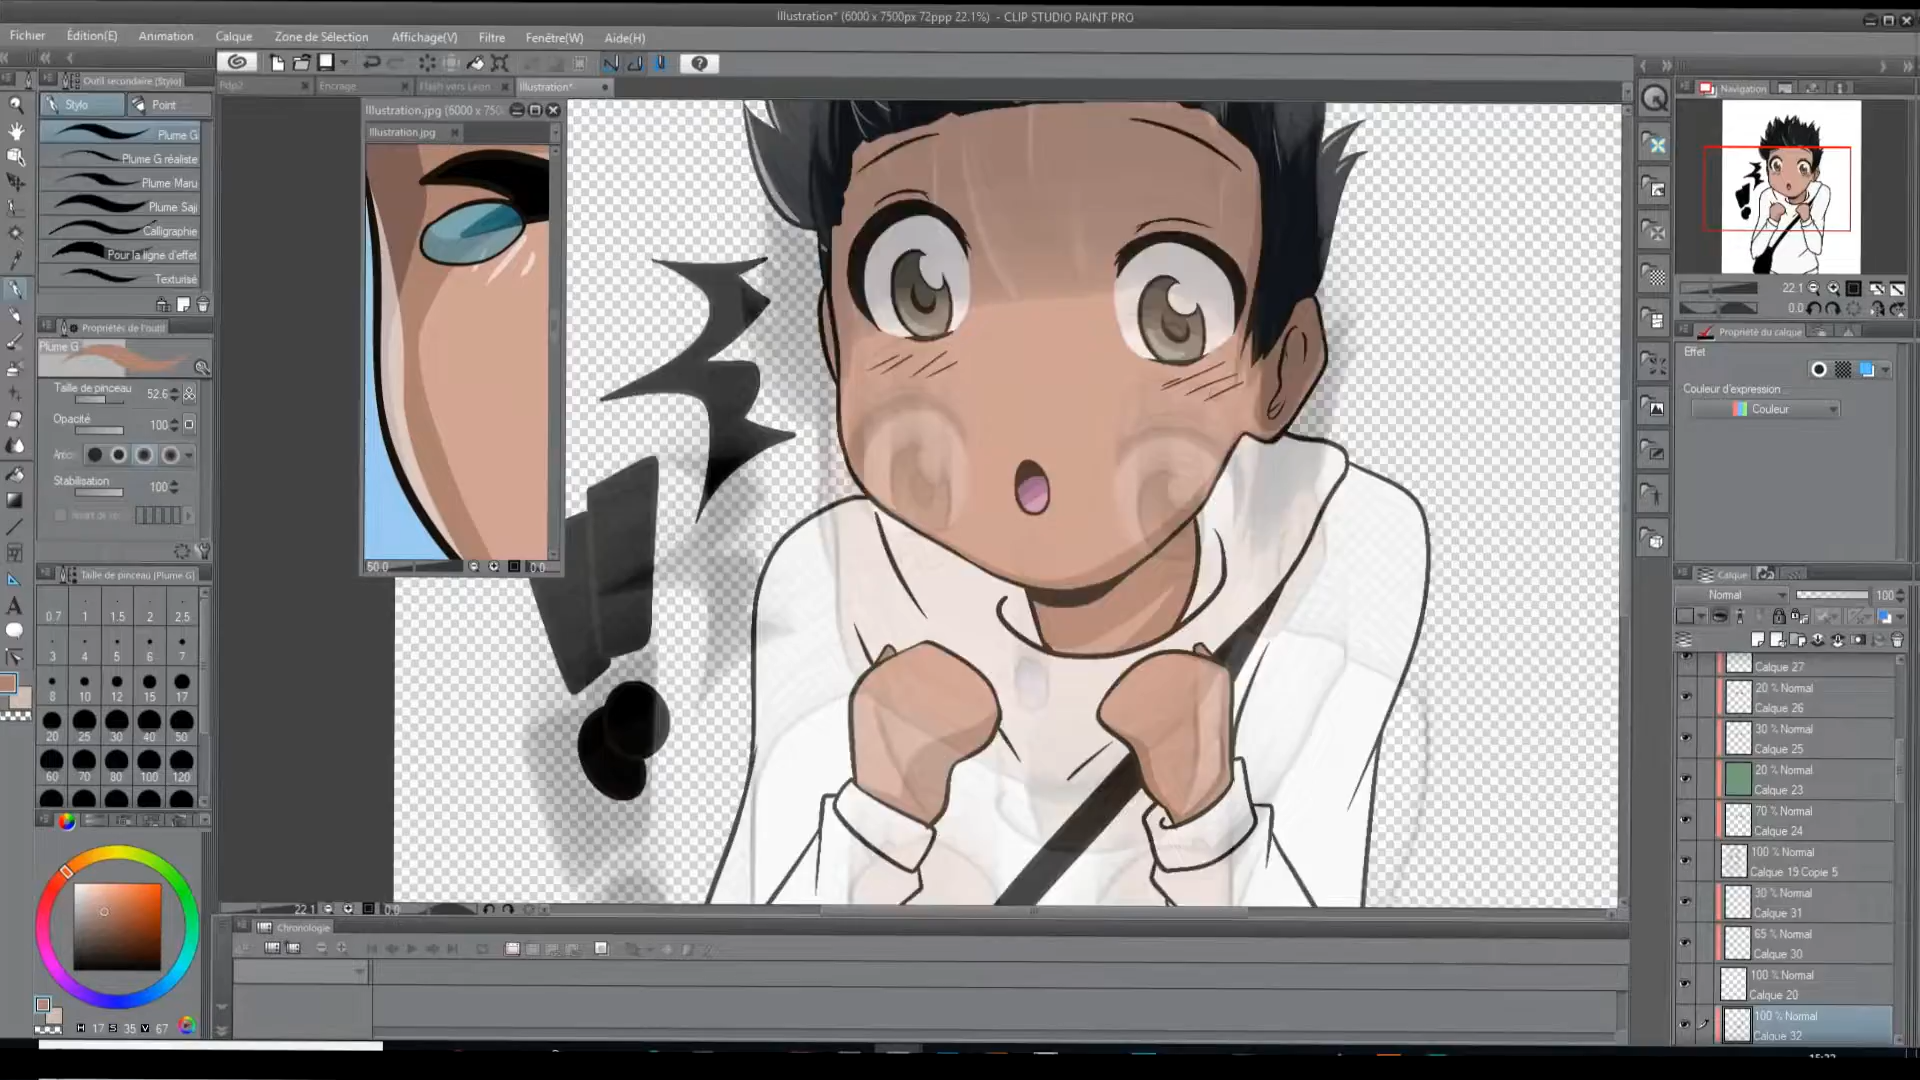 Illustration* (6000 x 7500px 72ppp 22.1%) - CLIP STUDIO PAINT PRO
Fichier Édition(E) Animation Calque Zone de Sélection Affichage(V) Filtre Fenêtre(W) Aide(H)
Pdp2 Encrage Flash vers Leon Illustration*
Outil secondaire (Stylo)
Stylo Point
Plume G
Plume G réaliste
Plume Maru
Plume Saji
Calligraphie
Pour la ligne d'effet
Texturisé
Propriétés de l'outil
Plume G
Taille de pinceau 52.6
Opacité 100
Stabilisation 100
Taille de pinceau (Plume G)
0.7 1 1.5 2 2.5
3 4 5 6 7
8 10 12 15 17
20 25 30 40 50
60 70 80 100 120
H 17 S 35 V 67
Illustration.jpg (6000 x 750
Illustration.jpg
50.0 0.0
22.1 0.0
Chronologie
Navigation
22.1
0.0
Propriété du calque
Effet
Couleur d'expression
Couleur
Calque
Normal 100
Calque 27
20 % Normal
Calque 26
30 % Normal
Calque 25
20 % Normal
Calque 23
70 % Normal
Calque 24
100 % Normal
Calque 19 Copie 5
30 % Normal
Calque 31
65 % Normal
Calque 30
100 % Normal
Calque 20
100 % Normal
Calque 32